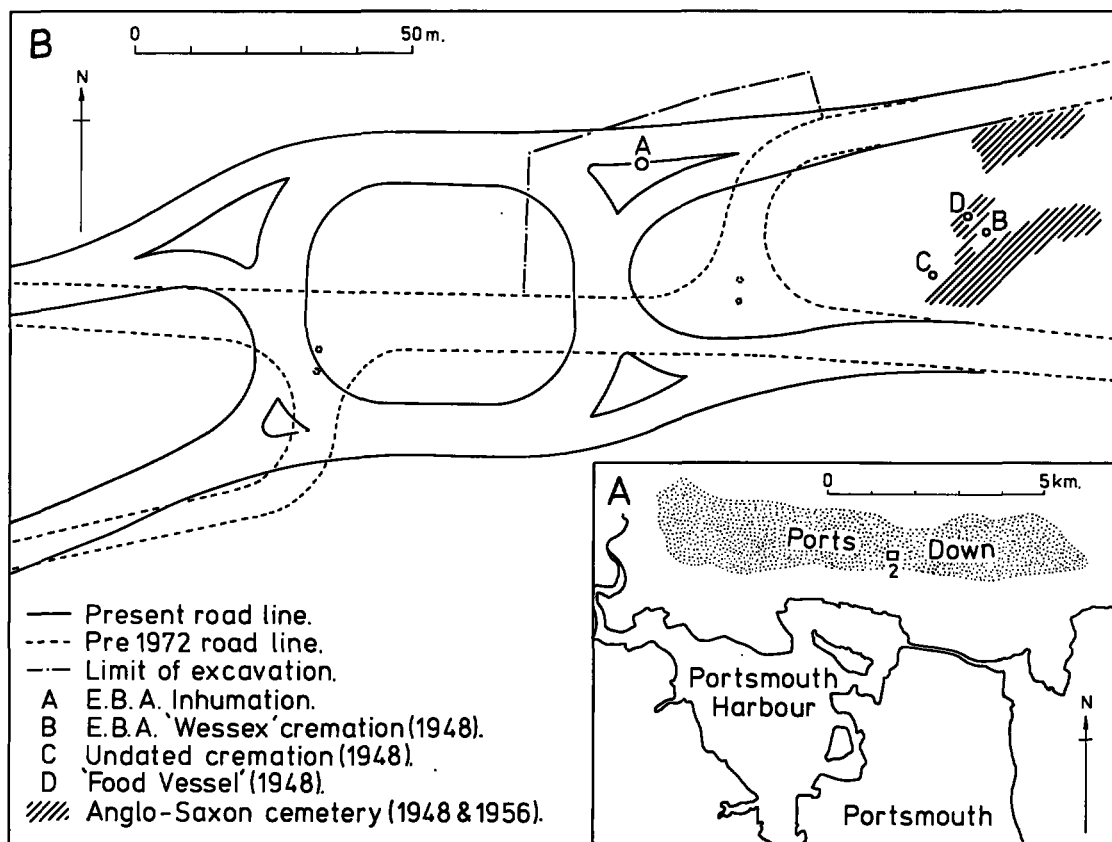 B
0 50 m.
N
A
D
B
C
Present road line.
Pre 1972 road line.
Limit of excavation.
A E.B.A. Inhumation.
B E.B.A. 'Wessex' cremation (1948).
C Undated cremation (1948).
D 'Food Vessel' (1948).
Anglo-Saxon cemetery (1948 & 1956).
A
0 5 km.
Ports Down
2
Portsmouth
Harbour
N
Portsmouth